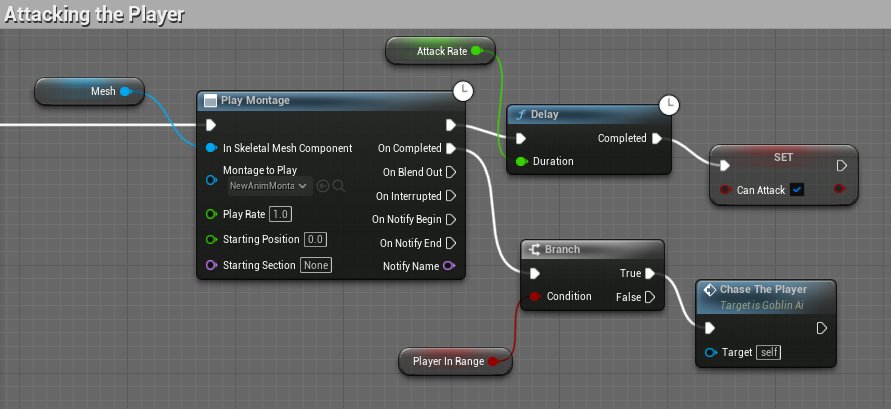 Attacking the Player
Attack Rate
Mesh
Play Montage
In Skeletal Mesh Component
On Completed
Montage to Play
NewAnimMonta
On Blend Out
On Interrupted
Play Rate 1.0
On Notify Begin
Starting Position 0.0
On Notify End
Starting Section None
Notify Name
f Delay
Completed
Duration
SET
Can Attack
Branch
True
Condition
False
Player In Range
Chase The Player
Target is Goblin Ai
Target self